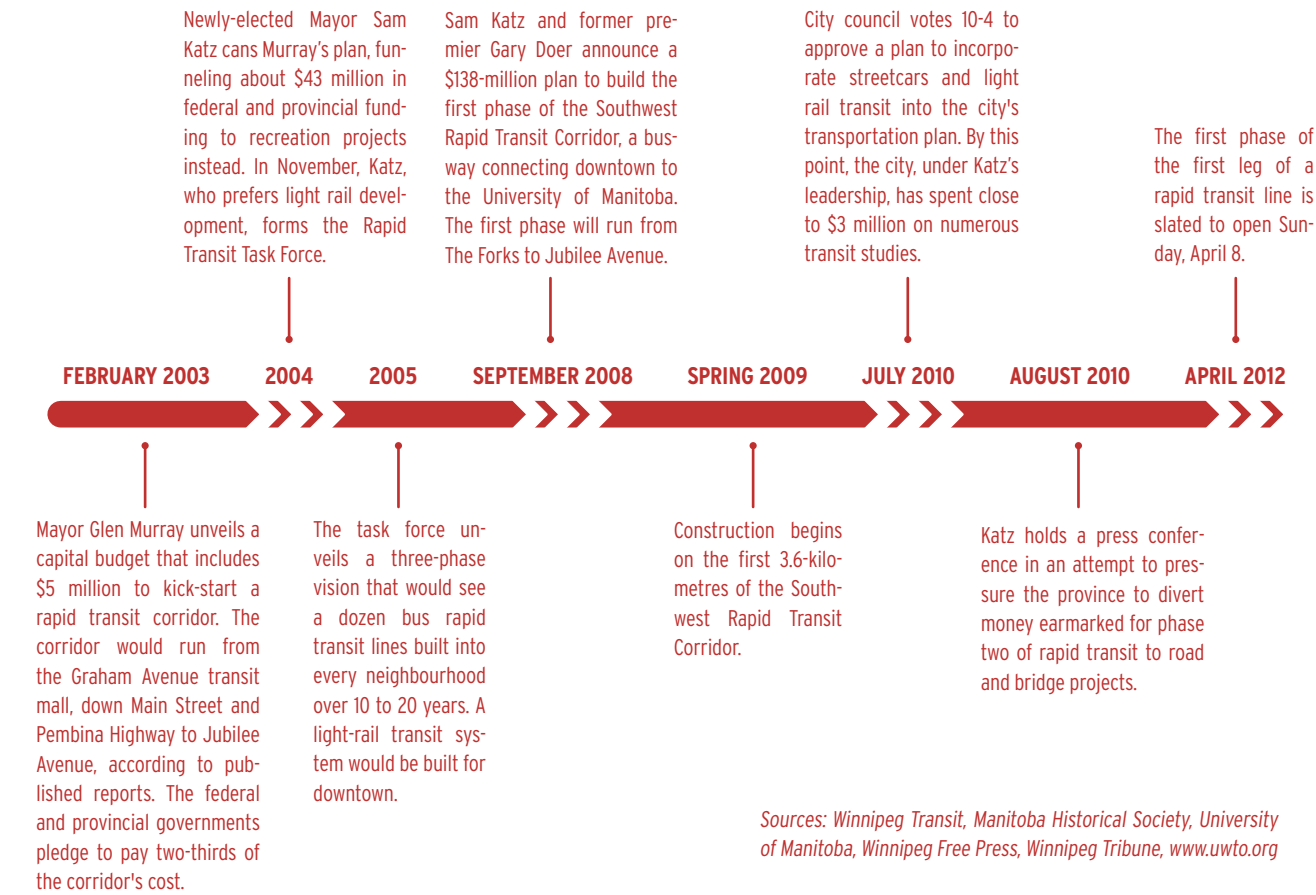 Newly-elected Mayor Sam
Katz cans Murray's plan, fun-
neling about $43 million in
federal and provincial fund-
ing to recreation projects
instead. In November, Katz,
who prefers light rail devel-
opment, forms the Rapid
Transit Task Force.
Sam Katz and former pre-
mier Gary Doer announce a
$138-million plan to build the
first phase of the Southwest
Rapid Transit Corridor, a bus-
way connecting downtown to
the University of Manitoba.
The first phase will run from
The Forks to Jubilee Avenue.
City council votes 10-4 to
approve a plan to incorpo-
rate streetcars and light
rail transit into the city's
transportation plan. By this
point, the city, under Katz's
leadership, has spent close
to $3 million on numerous
transit studies.
The first phase of
the first leg of a
rapid transit line is
slated to open Sun-
day, April 8.
FEBRUARY 2003 2004 2005 SEPTEMBER 2008 SPRING 2009 JULY 2010 AUGUST 2010 APRIL 2012
Mayor Glen Murray unveils a
capital budget that includes
$5 million to kick-start a
rapid transit corridor. The
corridor would run from
the Graham Avenue transit
mall, down Main Street and
Pembina Highway to Jubilee
Avenue, according to pub-
lished reports. The federal
and provincial governments
pledge to pay two-thirds of
the corridor's cost.
The task force un-
veils a three-phase
vision that would see
a dozen bus rapid
transit lines built into
every neighbourhood
over 10 to 20 years. A
light-rail transit sys-
tem would be built for
downtown.
Construction begins
on the first 3.6-kilo-
metres of the South-
west Rapid Transit
Corridor.
Katz holds a press confer-
ence in an attempt to pres-
sure the province to divert
money earmarked for phase
two of rapid transit to road
and bridge projects.
Sources: Winnipeg Transit, Manitoba Historical Society, University
of Manitoba, Winnipeg Free Press, Winnipeg Tribune, www.uwto.org